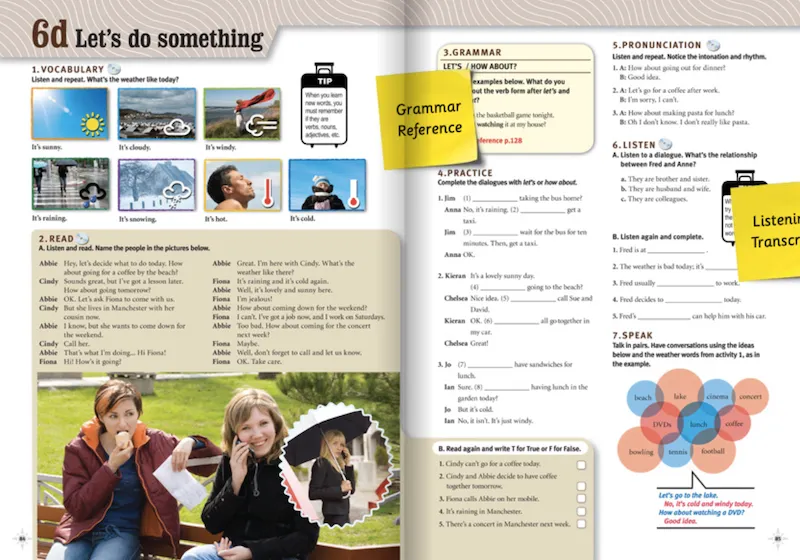 6d Let's do something
1.VOCABULARY
Listen and repeat. What's the weather like today?
TIP
When you learn
new words, you
must remember
if they are
verbs, nouns,
adjectives, etc.
It's sunny.
It's cloudy.
It's windy.
It's raining.
It's snowing.
It's hot.
It's cold.
2.READ
A. Listen and read. Name the people in the pictures below.
Abbie Hey, let's decide what to do today. How
about going for a coffee by the beach?
Cindy Sounds great, but I've got a lesson later.
How about going tomorrow?
Abbie OK. Let's ask Fiona to come with us.
Cindy But she lives in Manchester with her
cousin now.
Abbie I know, but she wants to come down for
the weekend.
Cindy Call her.
Abbie That's what I'm doing... Hi Fiona!
Fiona Hi! How's it going?
Abbie Great. I'm here with Cindy. What's the
weather like there?
Fiona It's raining and it's cold again.
Abbie Well, it's lovely and sunny here.
Fiona I'm jealous!
Abbie How about coming down for the weekend?
Fiona I can't. I've got a job now, and I work on Saturdays.
Abbie Too bad. How about coming for the concert
next week?
Fiona Maybe.
Abbie Well, don't forget to call and let us know.
Fiona OK. Take care.
84
3.GRAMMAR
LET'S / HOW ABOUT?
examples below. What do you
out the verb form after let's and
t?
the basketball game tonight.
watching it at my house!
reference p.128
Grammar
Reference
4.PRACTICE
Complete the dialogues with let's or how about.
1. Jim (1) __________ taking the bus home?
Anna No, it's raining. (2) __________ get a
taxi.
Jim (3) __________ wait for the bus for ten
minutes. Then, get a taxi.
Anna OK.
2. Kieran It's a lovely sunny day.
(4) __________ going to the beach?
Chelsea Nice idea. (5) __________ call Sue and
David.
Kieran OK. (6) __________ all go together in
my car.
Chelsea Great!
3. Jo (7) __________ have sandwiches for
lunch.
Ian Sure. (8) __________ having lunch in the
garden today!
Jo But it's cold.
Ian No, it isn't. It's just windy.
B. Read again and write T for True or F for False.
1. Cindy can't go for a coffee today.
2. Cindy and Abbie decide to have coffee
together tomorrow.
3. Fiona calls Abbie on her mobile.
4. It's raining in Manchester.
5. There's a concert in Manchester next week.
5.PRONUNCIATION
Listen and repeat. Notice the intonation and rhythm.
1. A: How about going out for dinner?
B: Good idea.
2. A: Let's go for a coffee after work.
B: I'm sorry, I can't.
3. A: How about making pasta for lunch?
B: Oh I don't know. I don't really like pasta.
6.LISTEN
A. Listen to a dialogue. What's the relationship
between Fred and Anne?
a. They are brother and sister.
b. They are husband and wife.
c. They are colleagues.
Listenin
Transcr
B. Listen again and complete.
1. Fred is at __________ .
2. The weather is bad today; it's __________
3. Fred usually __________ to work.
4. Fred decides to __________ today.
5. Fred's __________ can help him with his car.
7.SPEAK
Talk in pairs. Have conversations using the ideas
below and the weather words from activity 1, as in
the example.
beach
lake
cinema
concert
DVDs
lunch
coffee
bowling
tennis
football
Let's go to the lake.
No, it's cold and windy today.
How about watching a DVD?
Good idea.
85